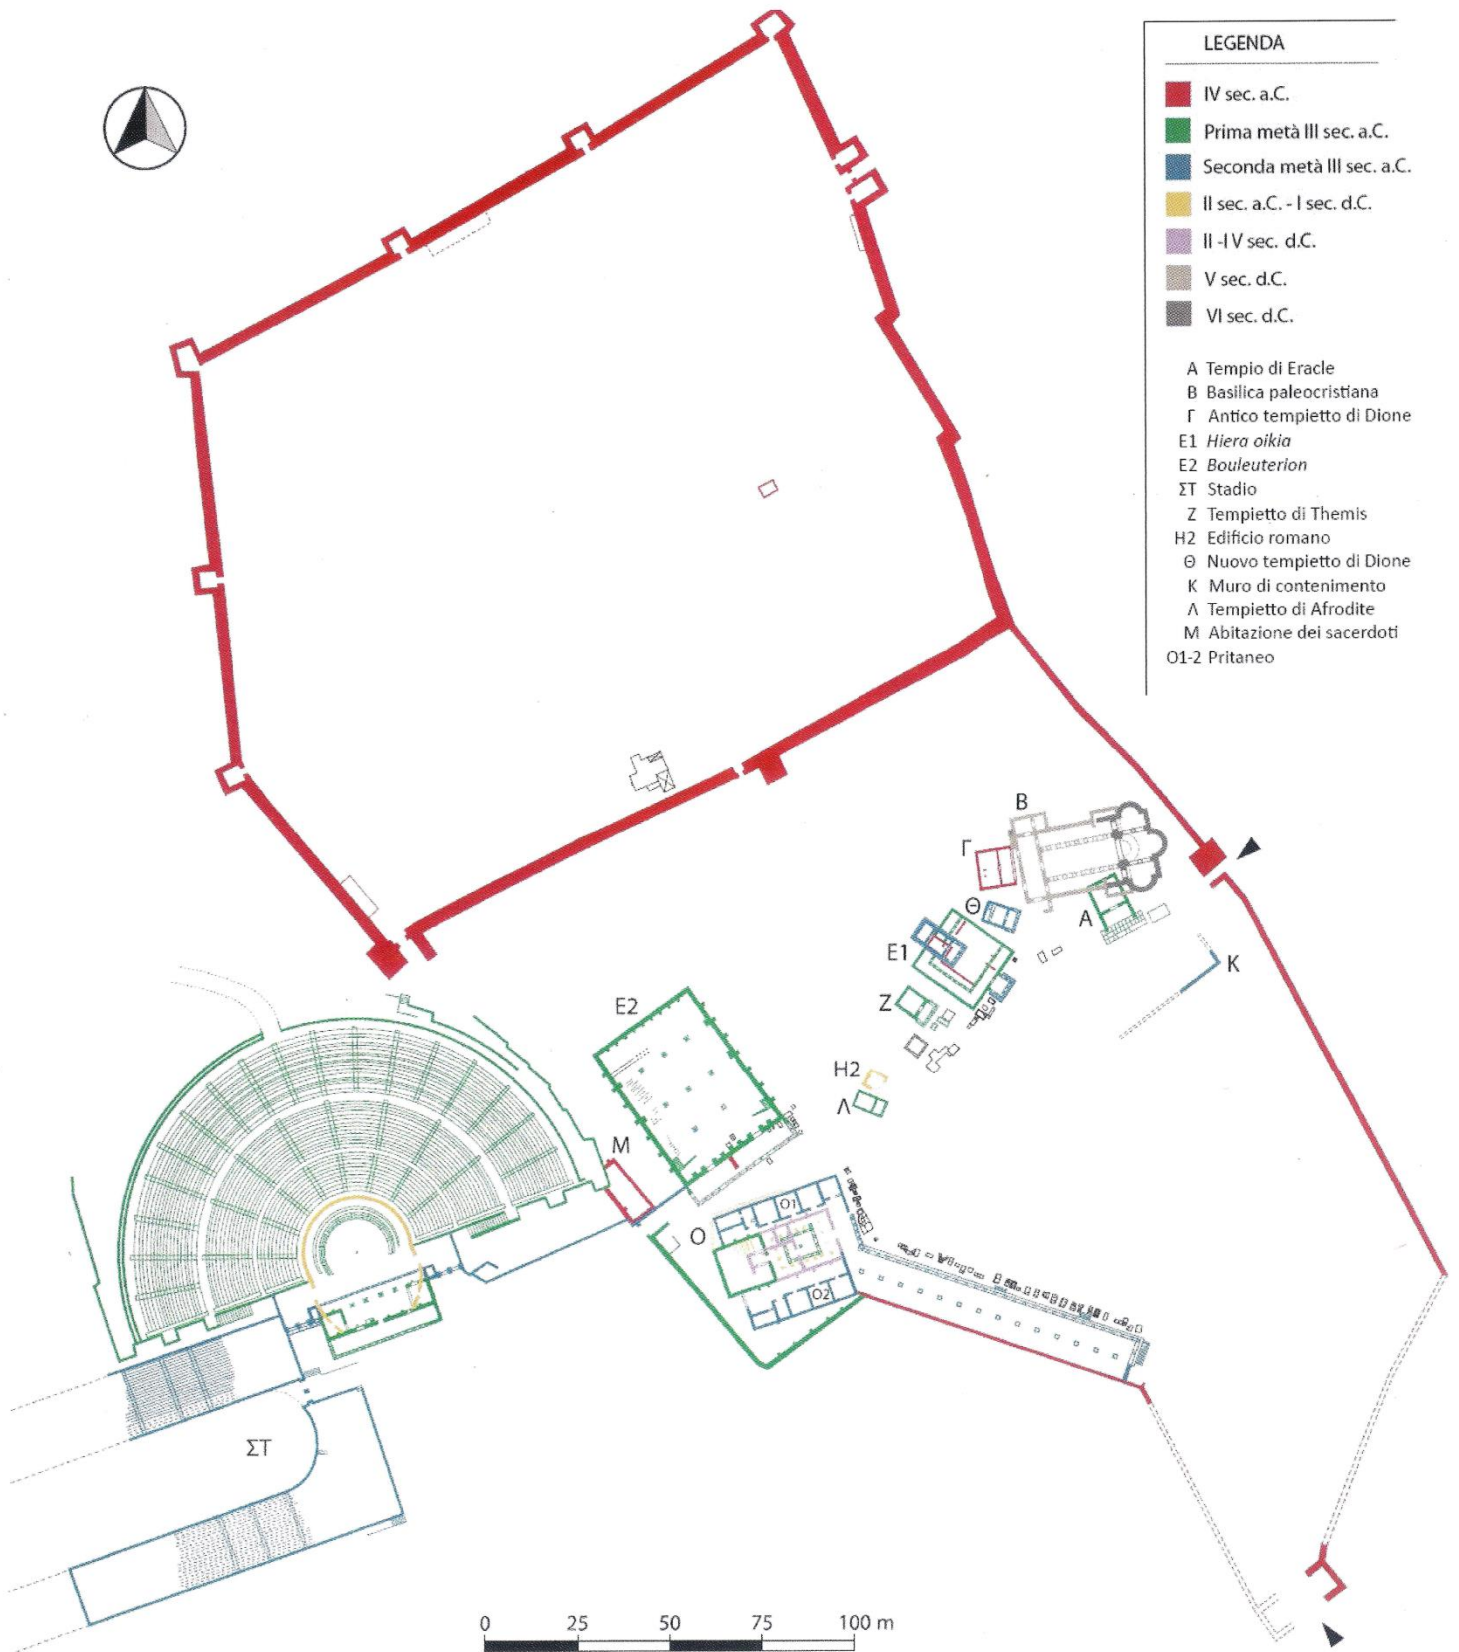 LEGENDA
IV sec. a.C.
Prima metà III sec. a.C.
Seconda metà III sec. a.C.
II sec. a.C. - I sec. d.C.
II -I V sec. d.C.
V sec. d.C.
VI sec. d.C.
A Tempio di Eracle
B Basilica paleocristiana
Γ Antico tempietto di Dione
E1 Hiera oikia
E2 Bouleuterion
ΣΤ Stadio
Z Tempietto di Themis
H2 Edificio romano
Θ Nuovo tempietto di Dione
K Muro di contenimento
Λ Tempietto di Afrodite
M Abitazione dei sacerdoti
O1-2 Pritaneo
B
Γ
Θ
A
E1
K
Z
E2
H2
Λ
M
O1
O
O2
ΣΤ
0 25 50 75 100 m